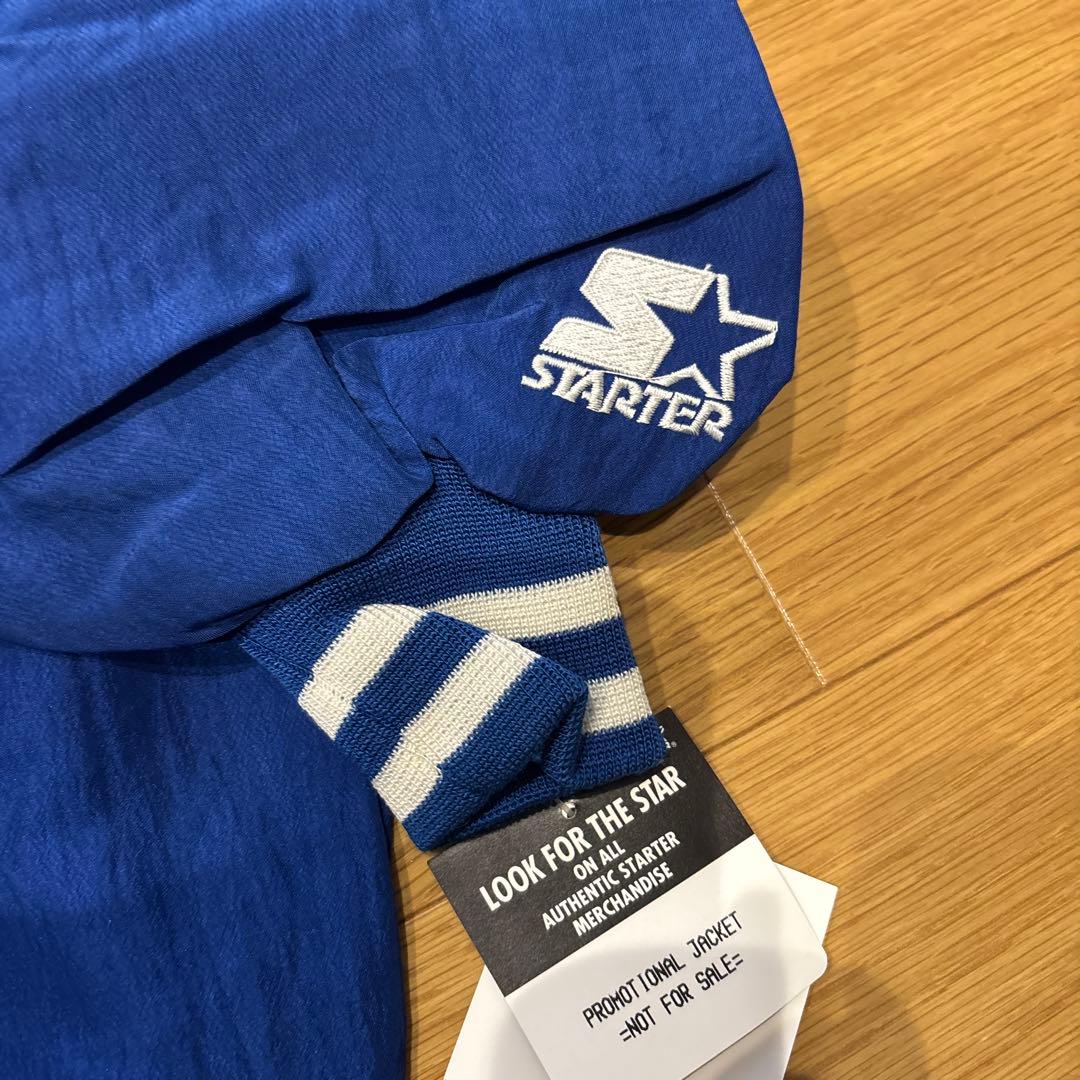 STARTER
LOOK FOR THE STAR
ON ALL
AUTHENTIC STARTER
MERCHANDISE
PROMOTIONAL JACKET
=NOT FOR SALE=